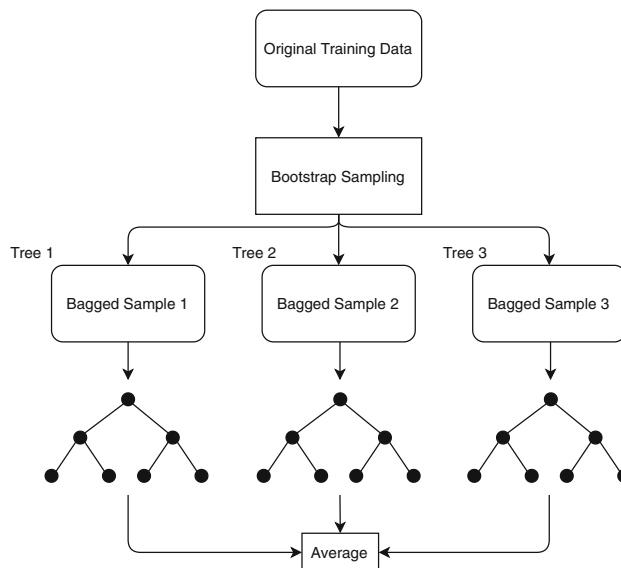 Original Training Data
Bootstrap Sampling
Tree 1
Tree 2
Tree 3
Bagged Sample 1
Bagged Sample 2
Bagged Sample 3
Average